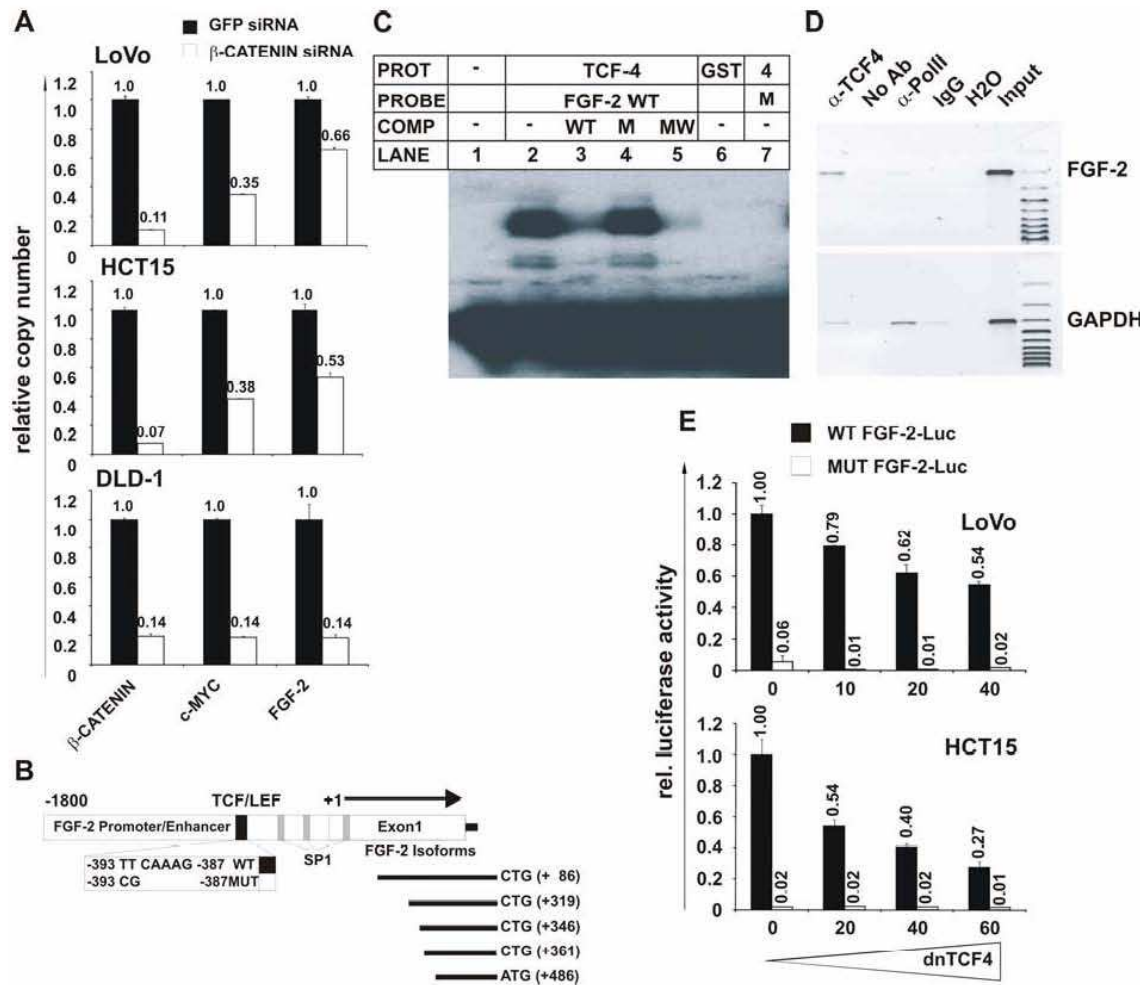 A
GFP siRNA
β-CATENIN siRNA
LoVo
1.2
1.0
0.8
0.6
0.4
0.2
0
1.0
0.11
1.0
0.35
1.0
0.66
HCT15
1.2
1.0
0.8
0.6
0.4
0.2
0
1.0
0.07
1.0
0.38
1.0
0.53
DLD-1
1.2
1.0
0.8
0.6
0.4
0.2
0
1.0
0.14
1.0
0.14
1.0
0.14
relative copy number
β-CATENIN
c-MYC
FGF-2
B
-1800 TCF/LEF +1
FGF-2 Promoter/Enhancer Exon1
SP1 FGF-2 Isoforms
-393 TT CAAAG -387 WT
-393 CG -387MUT
CTG (+ 86)
CTG (+319)
CTG (+346)
CTG (+361)
ATG (+486)
C
PROT - TCF-4 GST 4
PROBE FGF-2 WT M
COMP - - WT M MW - -
LANE 1 2 3 4 5 6 7
D
α-TCF4
No Ab
α-PolII
IgG
H2O
Input
FGF-2
GAPDH
E
WT FGF-2-Luc
MUT FGF-2-Luc
LoVo
1.0
0.8
0.6
0.4
0.2
0
1.00
0.06
0.79
0.01
0.62
0.01
0.54
0.02
0 10 20 40
HCT15
1.0
0.8
0.6
0.4
0.2
0
1.00
0.02
0.54
0.02
0.40
0.02
0.27
0.01
0 20 40 60
rel. luciferase activity
dnTCF4